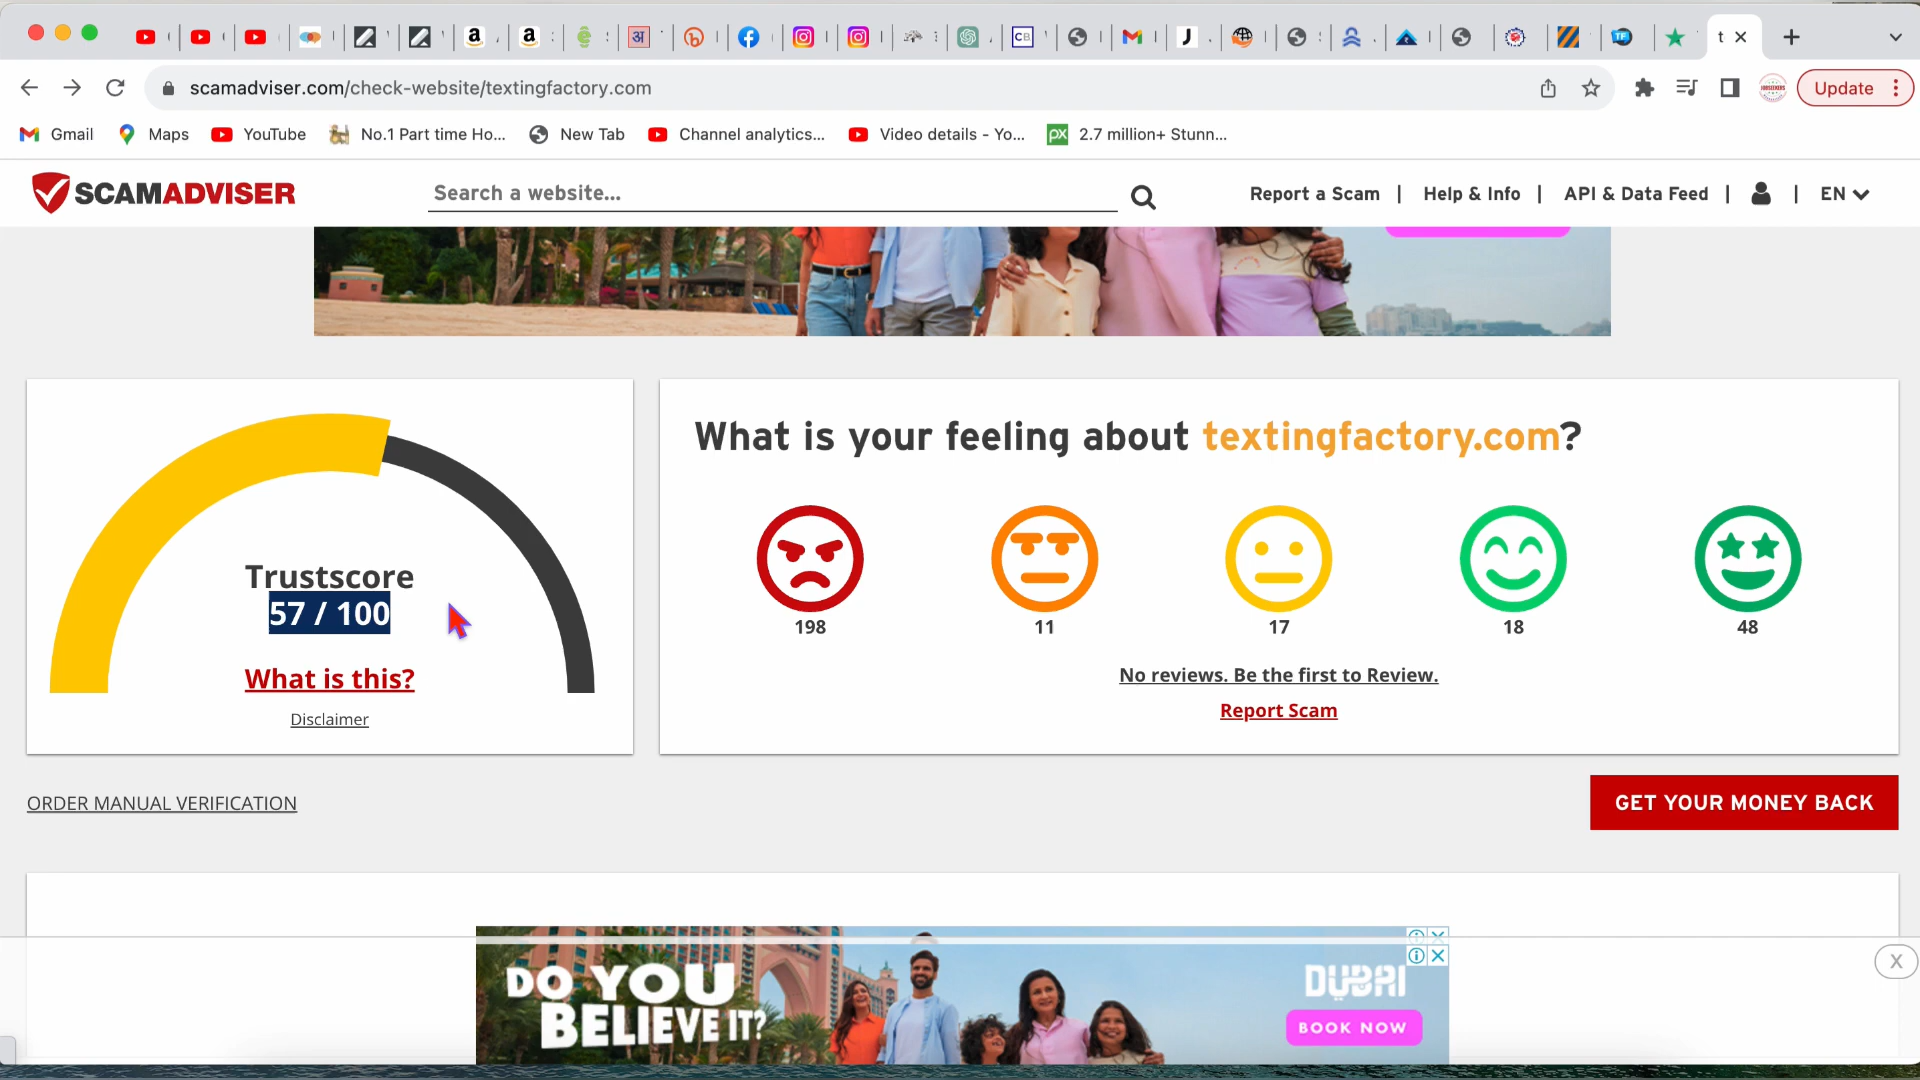 scamadviser.com/check-website/textingfactory.com
Update
Gmail
Maps
YouTube
No.1 Part time Ho...
New Tab
Channel analytics...
Video details - Yo...
2.7 million+ Stunn...
SCAMADVISER
Search a website...
Report a Scam | Help & Info | API & Data Feed | | EN
Trustscore
57 / 100
What is this?
Disclaimer
What is your feeling about textingfactory.com?
198
11
17
18
48
No reviews. Be the first to Review.
Report Scam
ORDER MANUAL VERIFICATION
GET YOUR MONEY BACK
DO YOU
BELIEVE IT?
DUBAI
BOOK NOW
X